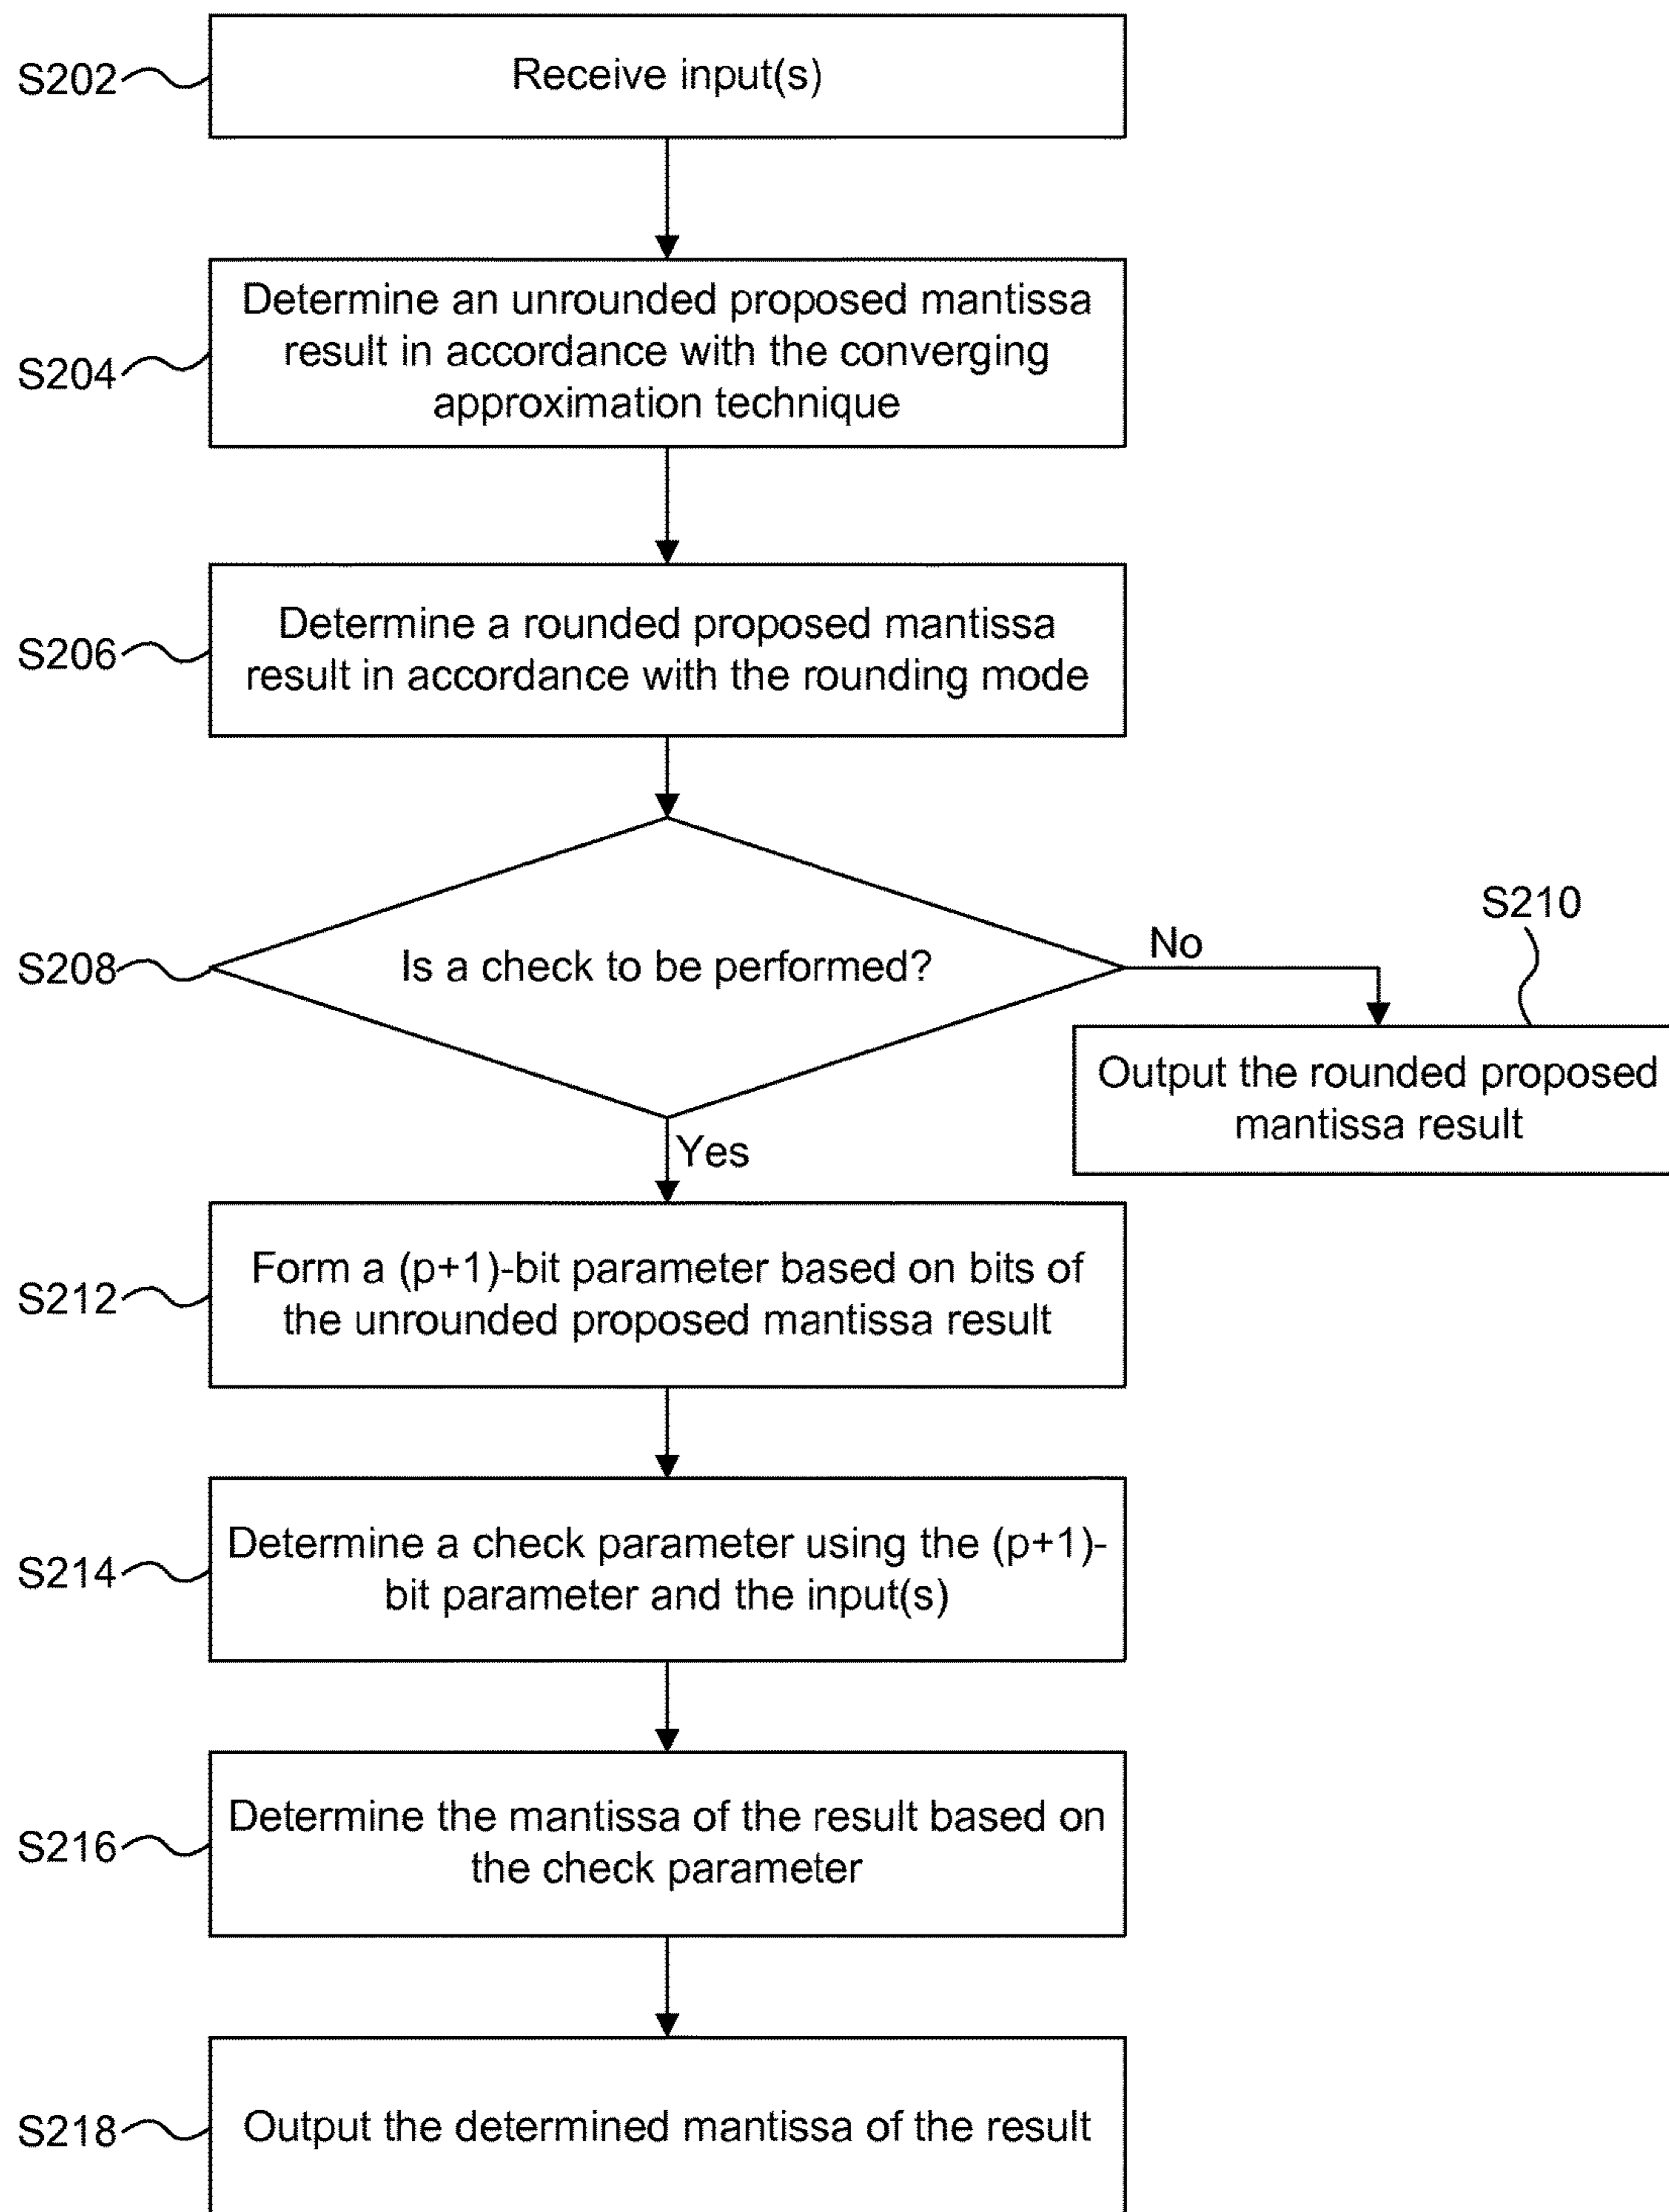 S202
Receive input(s)
S204
Determine an unrounded proposed mantissa
result in accordance with the converging
approximation technique
S206
Determine a rounded proposed mantissa
result in accordance with the rounding mode
S208
Is a check to be performed?
No
S210
Output the rounded proposed
mantissa result
Yes
S212
Form a (p+1)-bit parameter based on bits of
the unrounded proposed mantissa result
S214
Determine a check parameter using the (p+1)-
bit parameter and the input(s)
S216
Determine the mantissa of the result based on
the check parameter
S218
Output the determined mantissa of the result